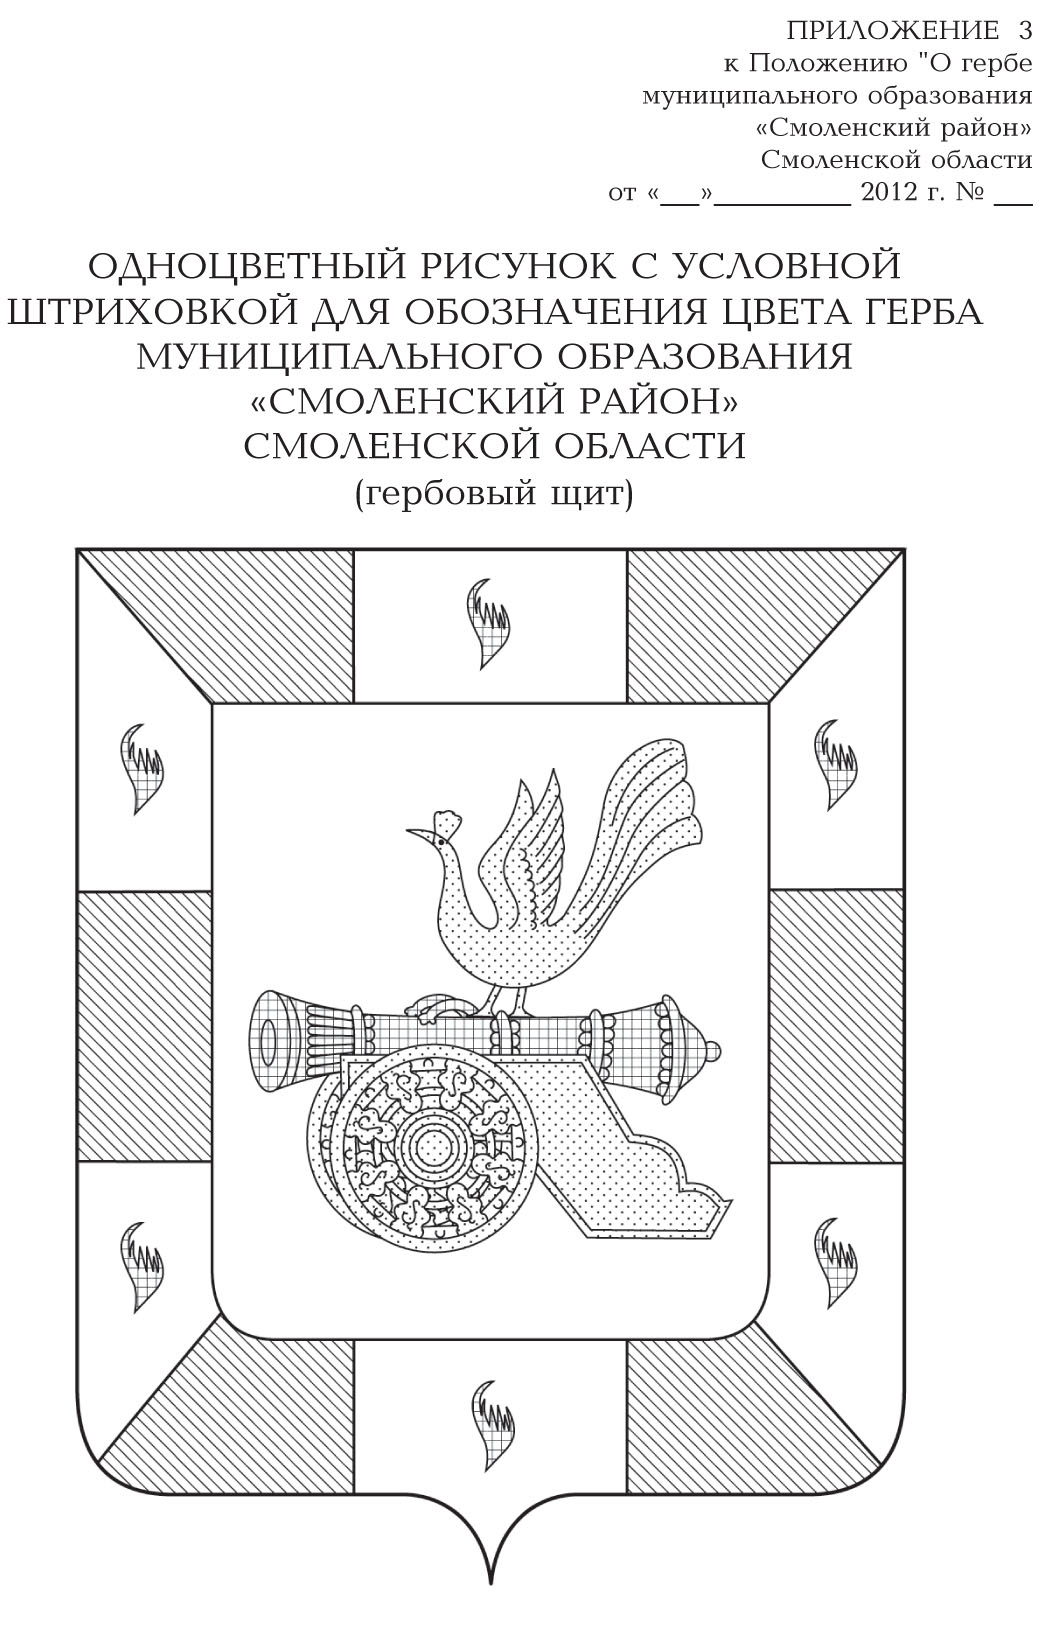 ПРИЛОЖЕНИЕ 3
к Положению "О гербе
муниципального образования
«Смоленский район»
Смоленской области
от «___»__________ 2012 г. № ___
ОДНОЦВЕТНЫЙ РИСУНОК С УСЛОВНОЙ
ШТРИХОВКОЙ ДЛЯ ОБОЗНАЧЕНИЯ ЦВЕТА ГЕРБА
МУНИЦИПАЛЬНОГО ОБРАЗОВАНИЯ
«СМОЛЕНСКИЙ РАЙОН»
СМОЛЕНСКОЙ ОБЛАСТИ
(гербовый щит)